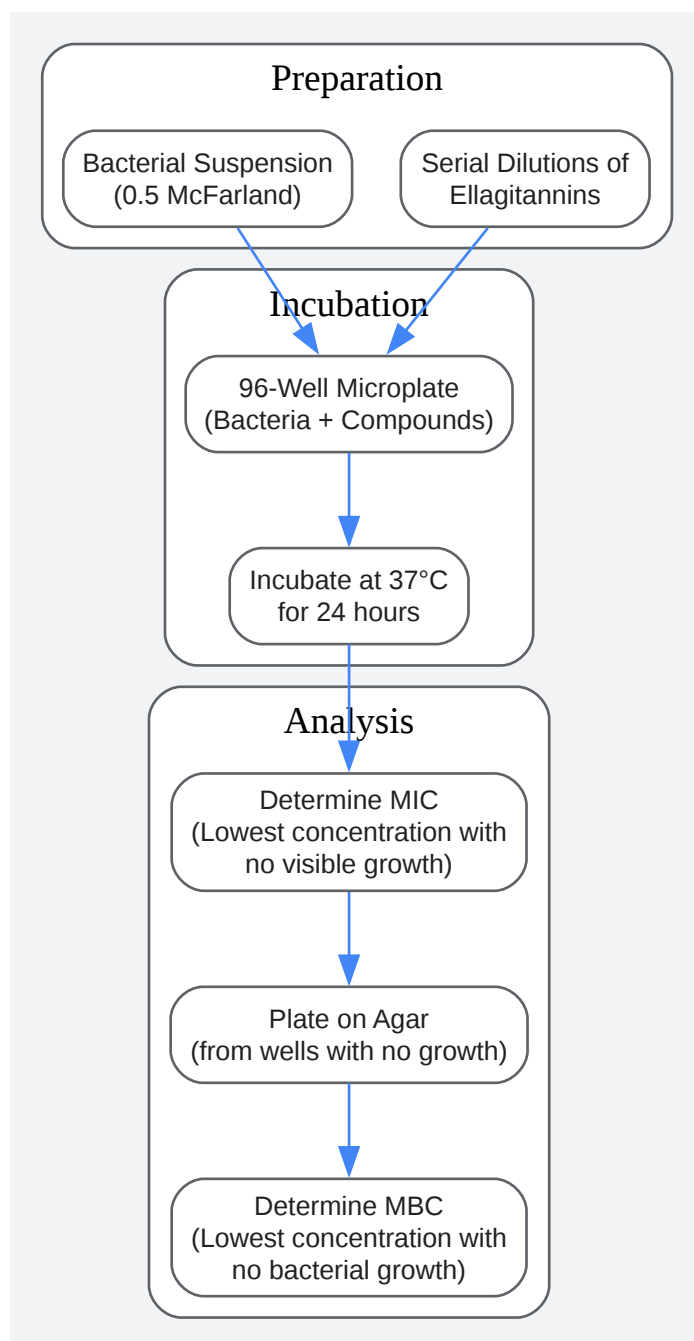 Preparation
Bacterial Suspension
(0.5 McFarland)
Serial Dilutions of
Ellagitannins
Incubation
96-Well Microplate
(Bacteria + Compounds)
Incubate at 37°C
for 24 hours
Analysis
Determine MIC
(Lowest concentration with
no visible growth)
Plate on Agar
(from wells with no growth)
Determine MBC
(Lowest concentration with
no bacterial growth)